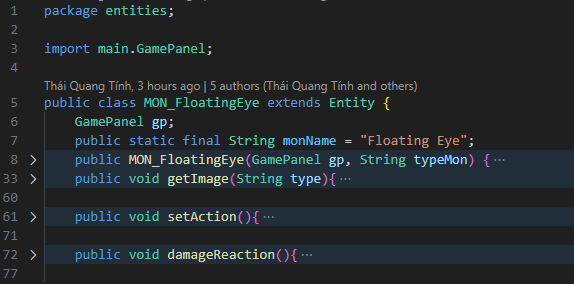 1 package entities;
2
3 import main.GamePanel;
4
Thái Quang Tính, 3 hours ago | 5 authors (Thái Quang Tính and others)
5 public class MON_FloatingEye extends Entity {
6 GamePanel gp;
7 public static final String monName = "Floating Eye";
8 > public MON_FloatingEye(GamePanel gp, String typeMon) { ···
33 > public void getImage(String type){ ···
60
61 > public void setAction(){ ···
71
72 > public void damageReaction(){ ···
77